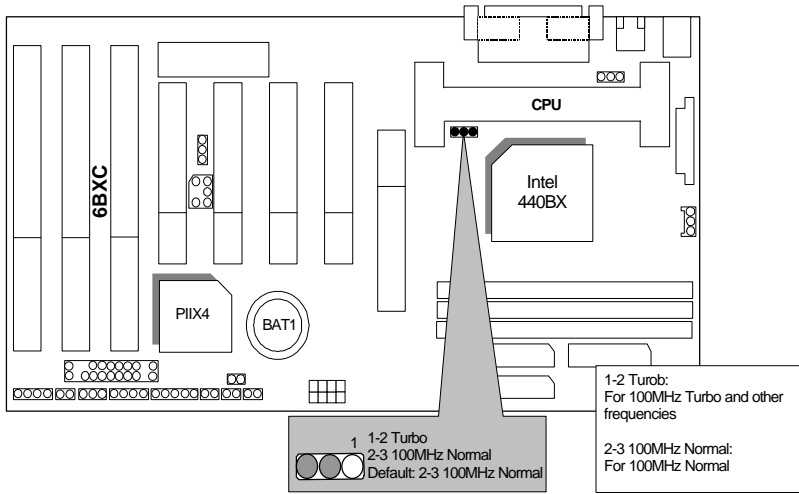 CPU
6BXC
Intel
440BX
PIIX4
BAT1
1-2 Turob:
For 100MHz Turbo and other
frequencies
2-3 100MHz Normal:
For 100MHz Normal
1
1-2 Turbo
2-3 100MHz Normal
Default: 2-3 100MHz Normal